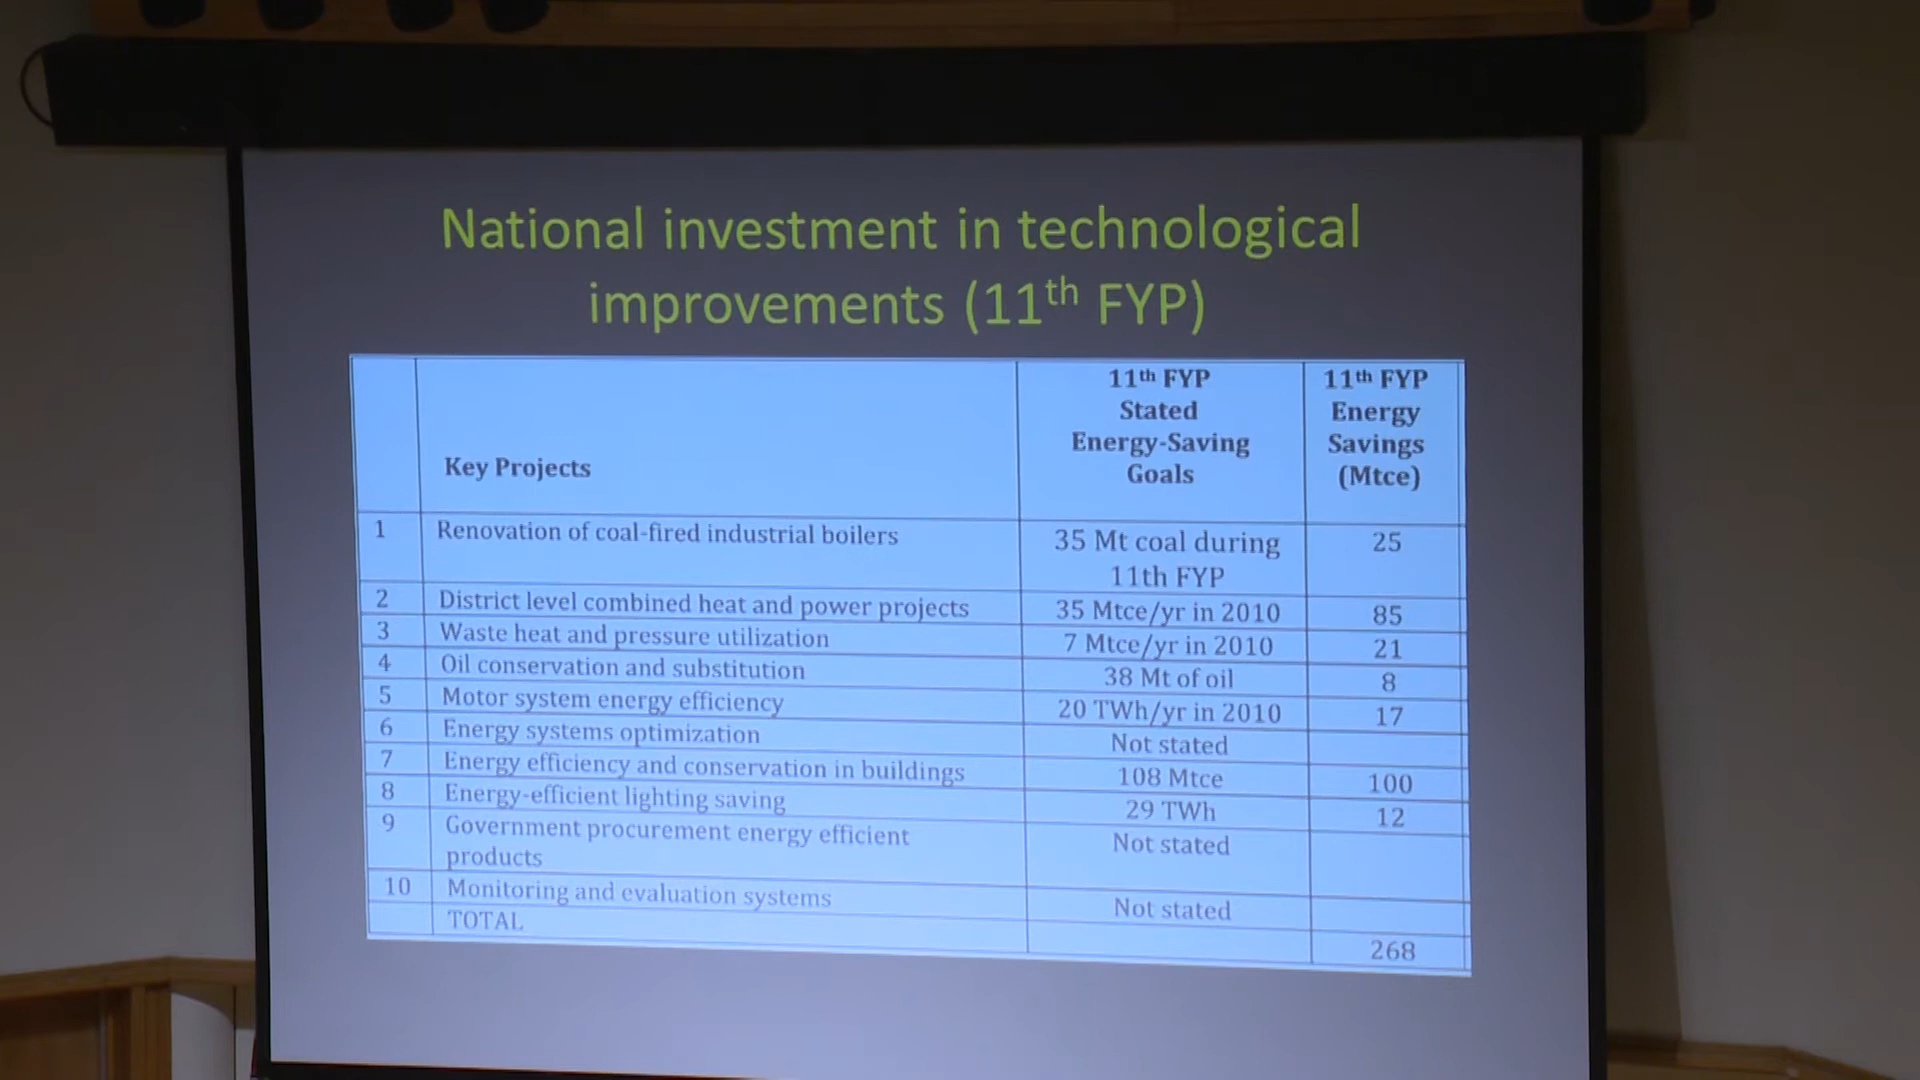 National investment in technological
improvements (11th FYP)
Key Projects
11th FYP
Stated
Energy-Saving
Goals
11th FYP
Energy
Savings
(Mtce)
1 Renovation of coal-fired industrial boilers 35 Mt coal during 25
11th FYP
2 District level combined heat and power projects 35 Mtce/yr in 2010 85
3 Waste heat and pressure utilization 7 Mtce/yr in 2010 21
4 Oil conservation and substitution 38 Mt of oil 8
5 Motor system energy efficiency 20 TWh/yr in 2010 17
6 Energy systems optimization Not stated
7 Energy efficiency and conservation in buildings 108 Mtce 100
8 Energy-efficient lighting saving 29 TWh 12
9 Government procurement energy efficient Not stated
products
10 Monitoring and evaluation systems Not stated
TOTAL 268